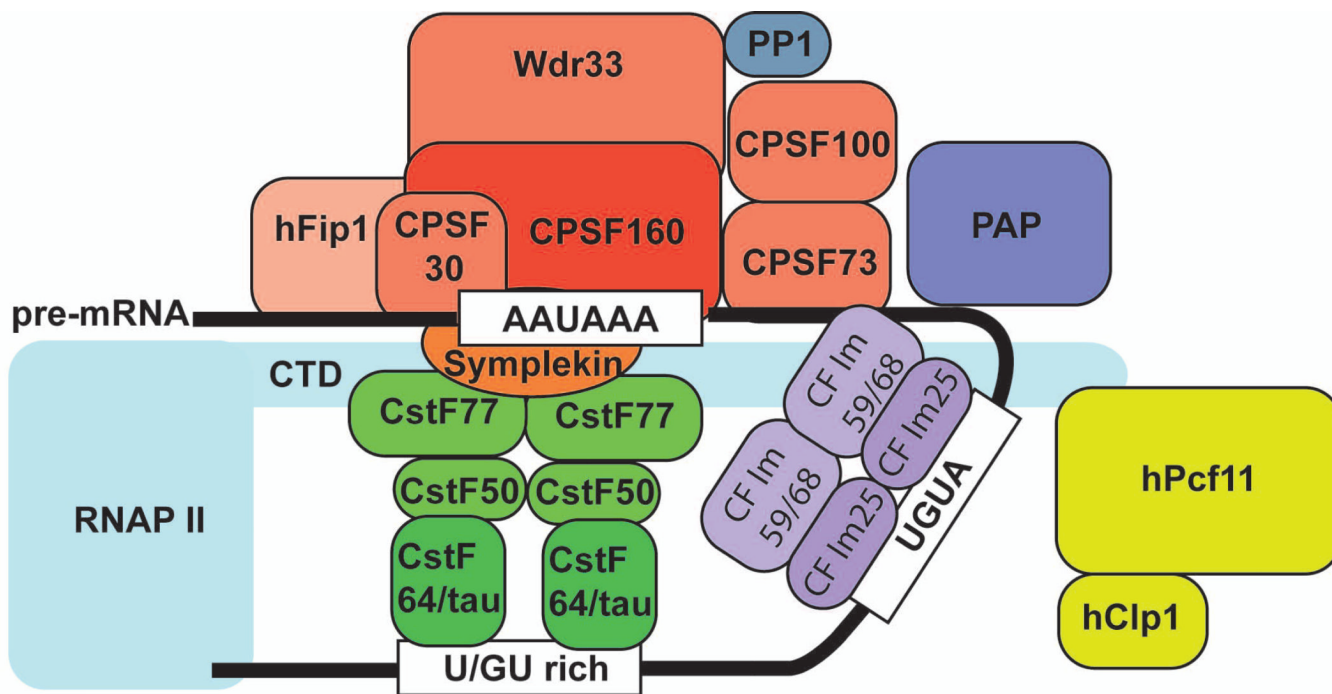 PP1
Wdr33
CPSF100
hFip1
CPSF
30
CPSF160
CPSF73
PAP
pre-mRNA
AAUAAA
CTD
Symplekin
CF Im
59/68
CF Im25
CstF77
CstF77
CF Im
59/68
CF Im25
UGUA
RNAP II
CstF50
CstF50
hPcf11
CstF
64/tau
CstF
64/tau
hClp1
U/GU rich